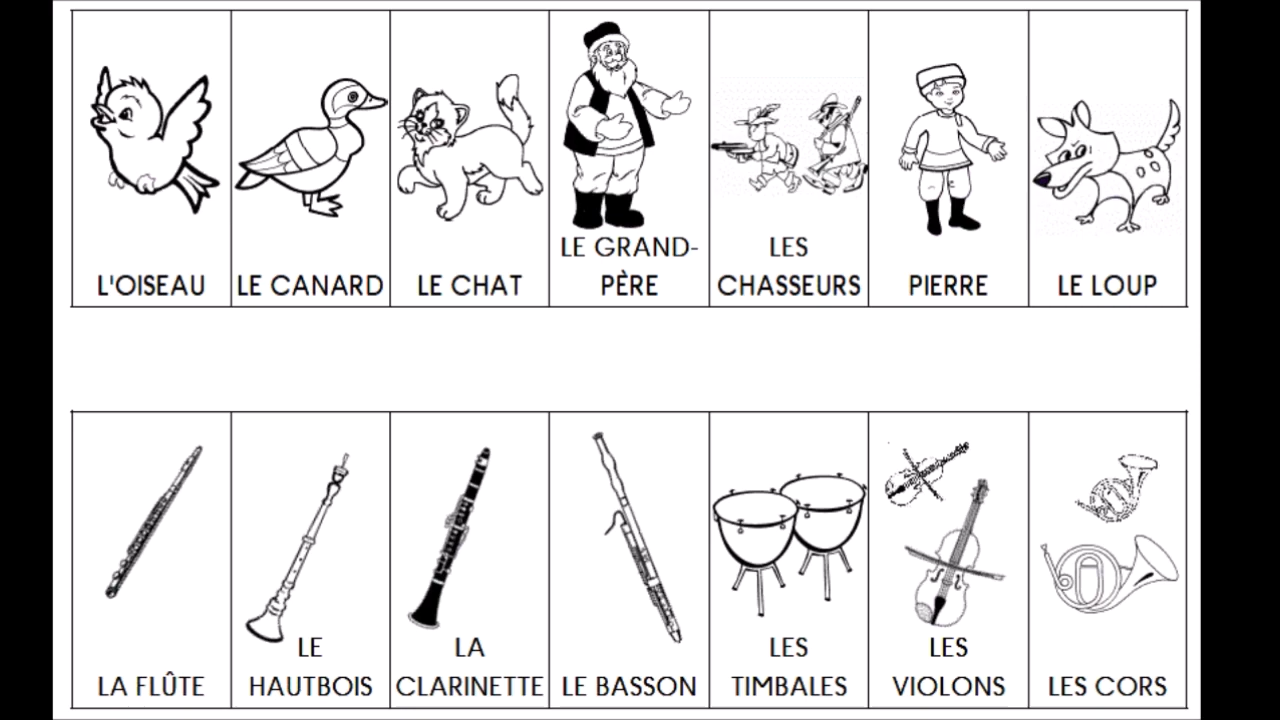 L'OISEAU
LE CANARD
LE CHAT
LE GRAND-
PÈRE
LES
CHASSEURS
PIERRE
LE LOUP
LA FLÛTE
LE
HAUTBOIS
LA
CLARINETTE
LE BASSON
LES
TIMBALES
LES
VIOLONS
LES CORS